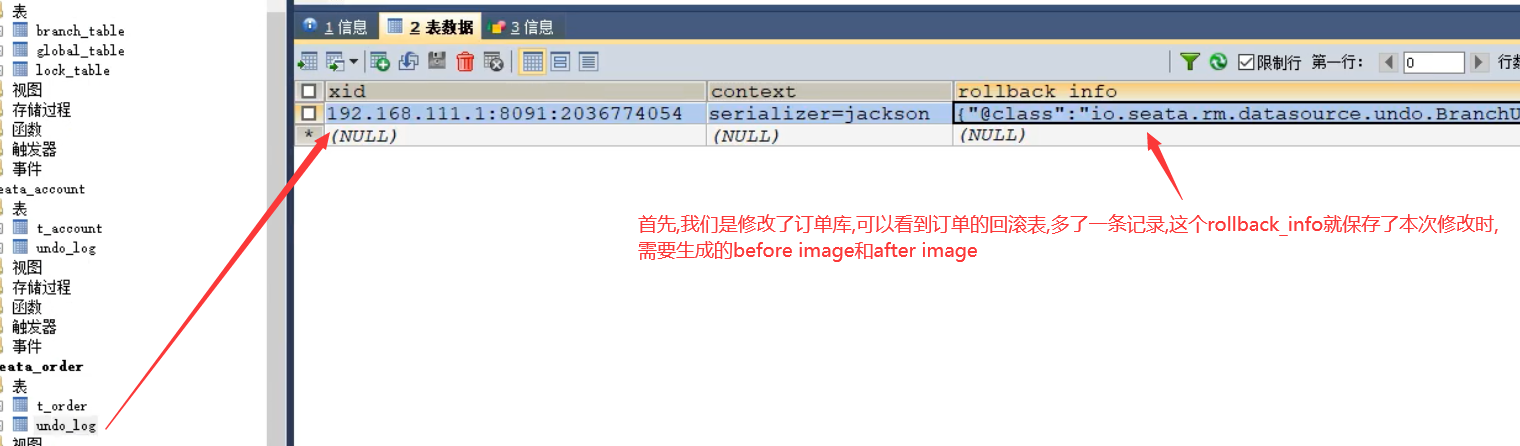 表
branch_table
global_table
lock_table
视图
存储过程
函数
触发器
事件
eata_account
表
t_account
undo_log
视图
存储过程
函数
触发器
事件
eata_order
表
t_order
undo_log
视图
1 信息 2 表数据 3 信息
限制行 第一行: 0 行数
xid context rollback_info
192.168.111.1:8091:2036774054 serializer=jackson {"@class":"io.seata.rm.datasource.undo.BranchU
* (NULL) (NULL) (NULL)
首先,我们是修改了订单库,可以看到订单的回滚表,多了一条记录,这个rollback_info就保存了本次修改时,
需要生成的before image和after image